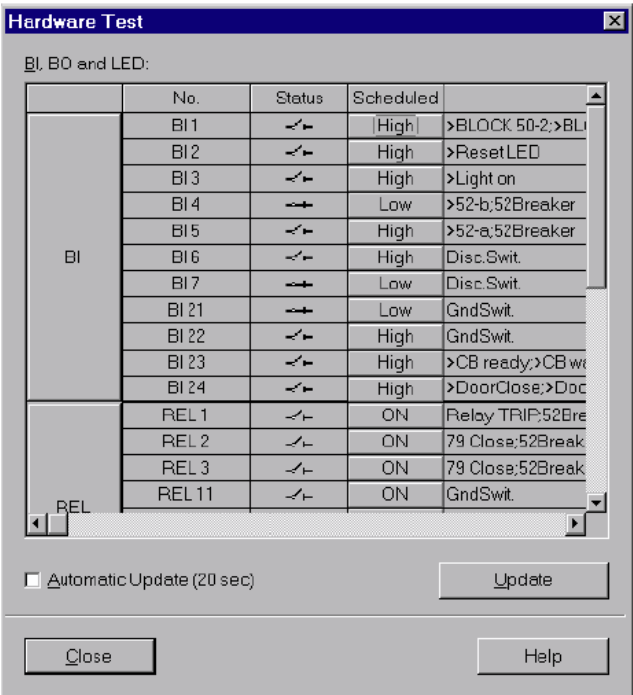 Hardware Test
BI, BO and LED:
No. Status Scheduled
BI 1 High >BLOCK 50-2;>BL
BI 2 High >ResetLED
BI 3 High >Light on
BI 4 Low >52-b;52Breaker
BI 5 High >52-a;52Breaker
BI BI 6 High Disc.Swit.
BI 7 Low Disc.Swit.
BI 21 Low GndSwit.
BI 22 High GndSwit.
BI 23 High >CB ready;>CB wa
BI 24 High >DoorClose;>Doo
REL 1 ON Relay TRIP;52Bre
REL 2 ON 79 Close;52Break
REL 3 ON 79 Close;52Break
REL REL 11 ON GndSwit.
Automatic Update (20 sec) Update
Close Help